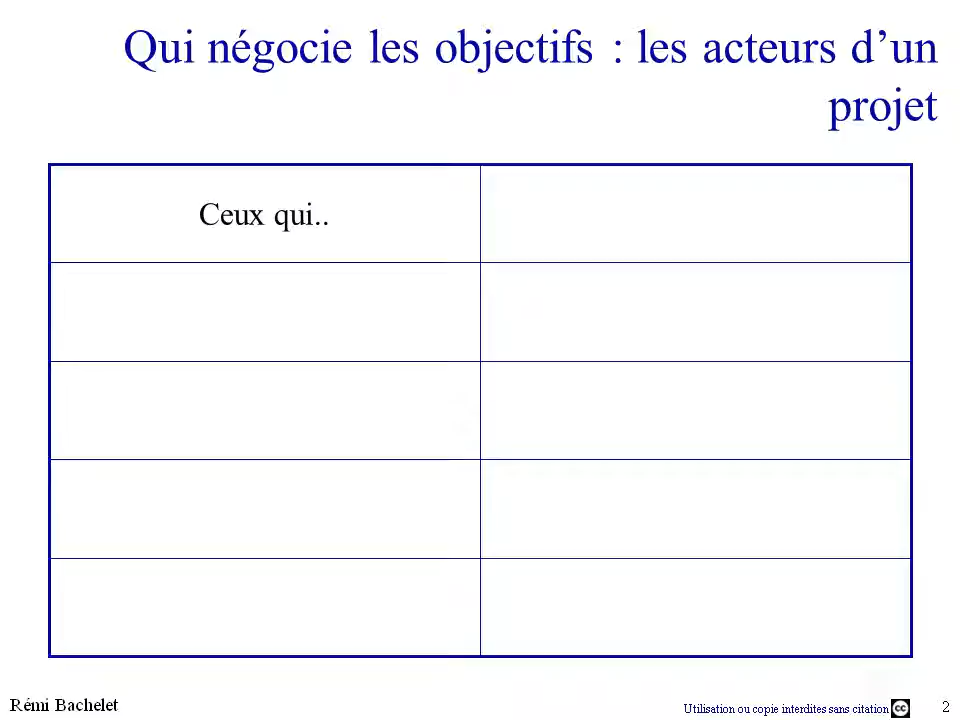 Qui négocie les objectifs : les acteurs d’un
projet
Ceux qui..
Rémi Bachelet
Utilisation ou copie interdites sans citation
cc
2